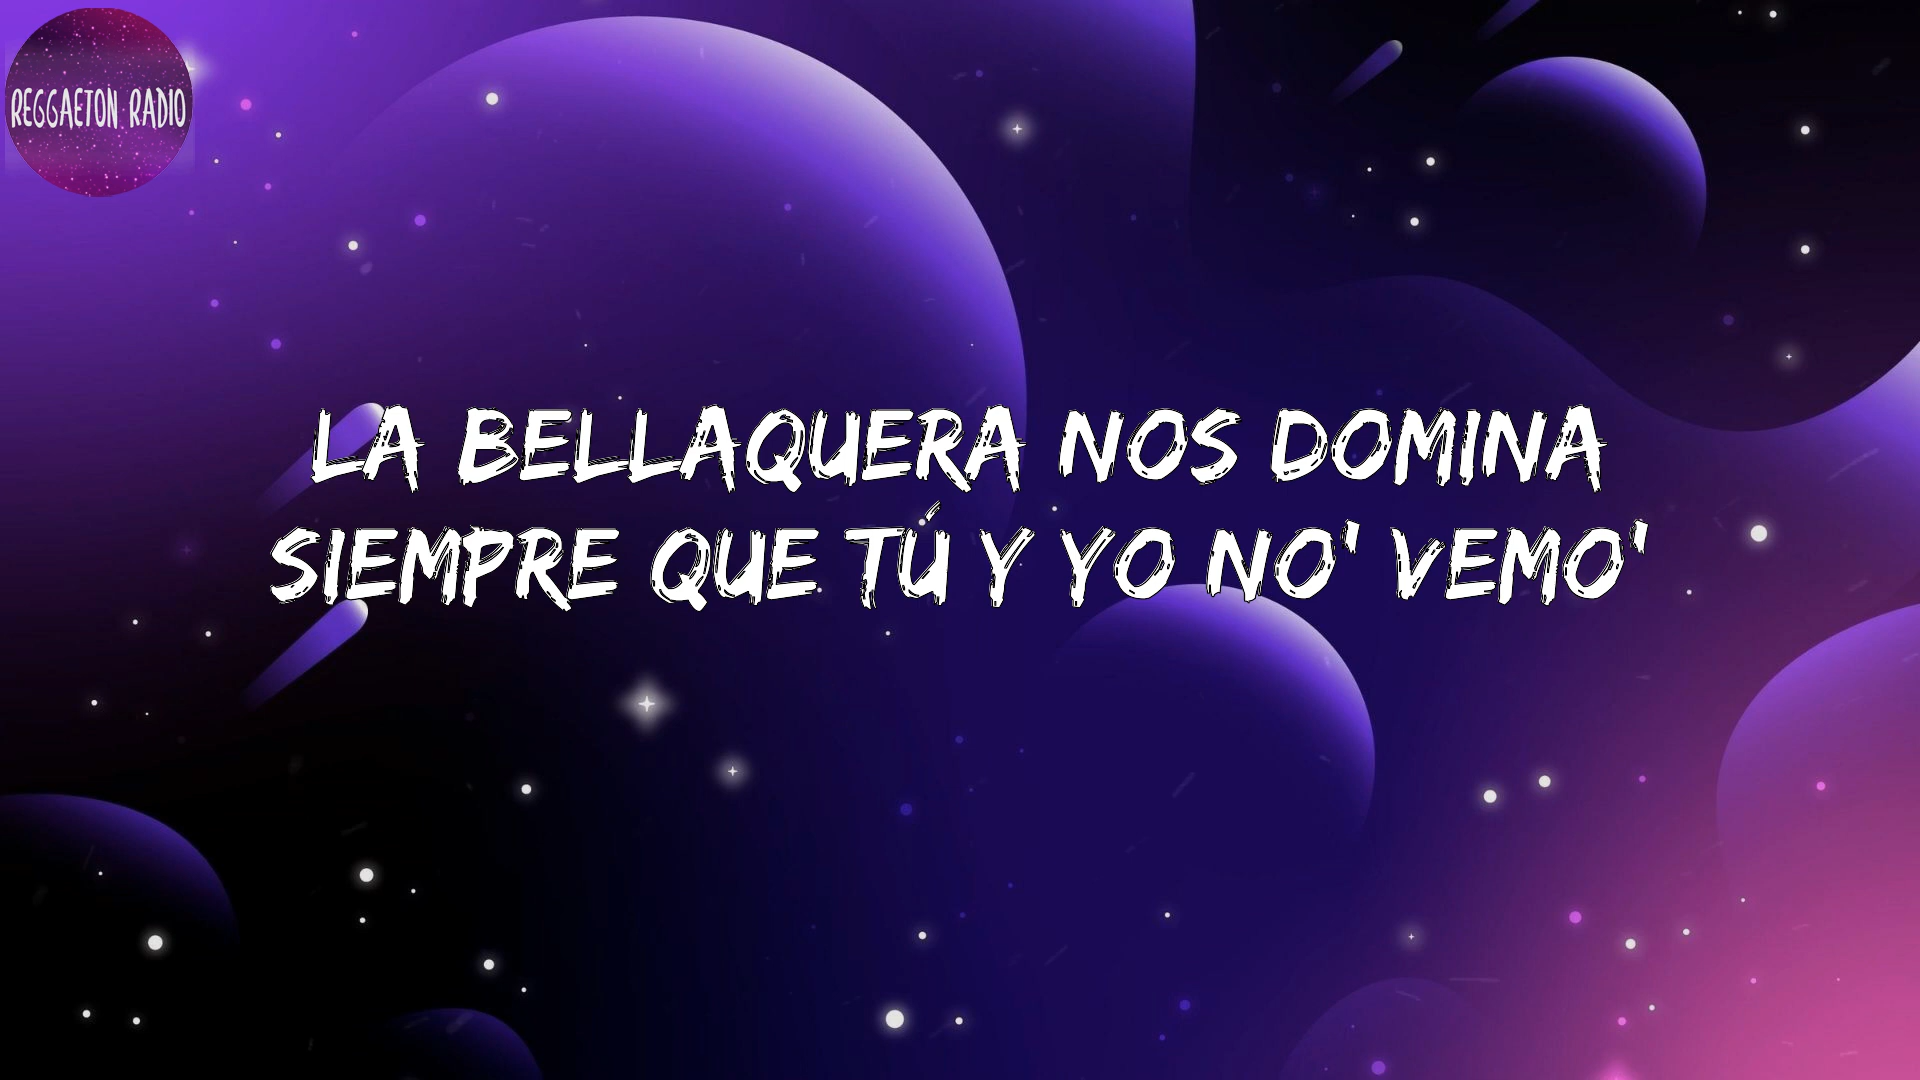 REGGAETON RADIO
LA BELLAQUERA NOS DOMINA
SIEMPRE QUE TÚ Y YO NO' VEMO'